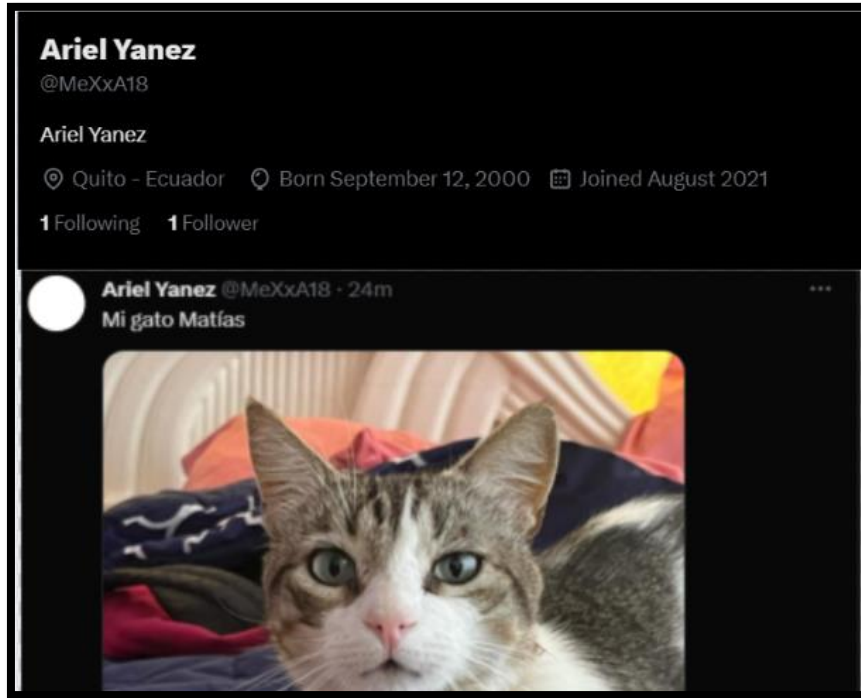 Ariel Yanez
@MeXxA18
Ariel Yanez
Quito - Ecuador Born September 12, 2000 Joined August 2021
1 Following 1 Follower
Ariel Yanez @MeXxA18 · 24m
Mi gato Matías